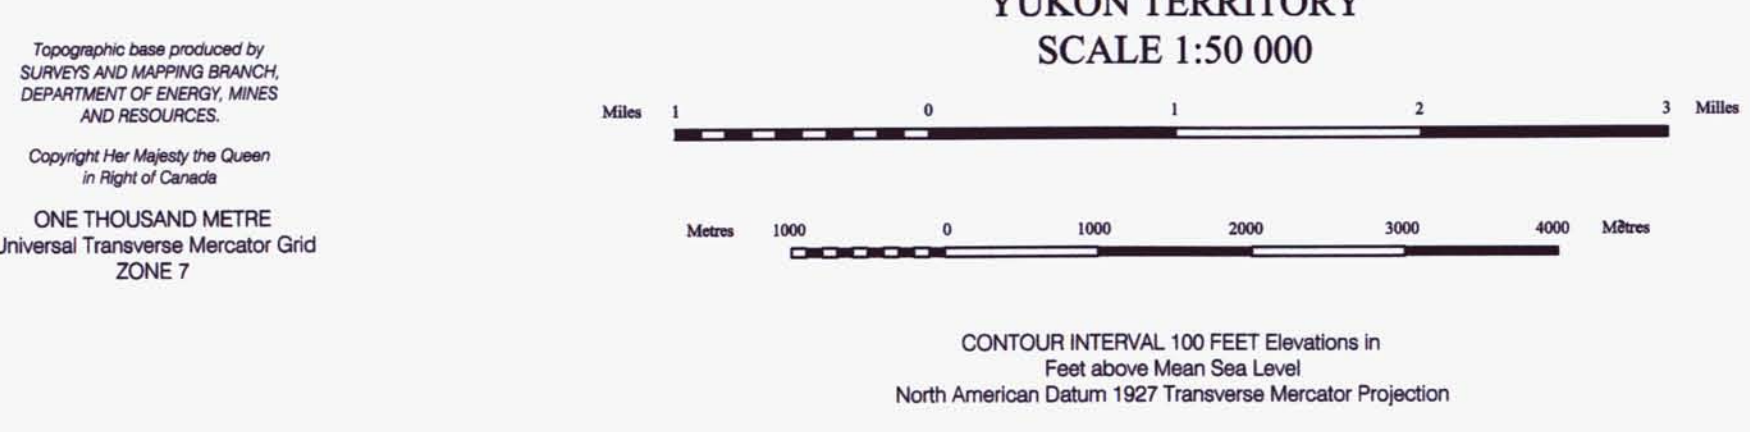 YUKON TERRITORY
SCALE 1:50 000
Topographic base produced by
SURVEYS AND MAPPING BRANCH,
DEPARTMENT OF ENERGY, MINES
AND RESOURCES.
Copyright Her Majesty the Queen
in Right of Canada
ONE THOUSAND METRE
Universal Transverse Mercator Grid
ZONE 7
Miles 1 0 1 2 3 Milles
Metres 1000 0 1000 2000 3000 4000 Mètres
CONTOUR INTERVAL 100 FEET Elevations in
Feet above Mean Sea Level
North American Datum 1927 Transverse Mercator Projection